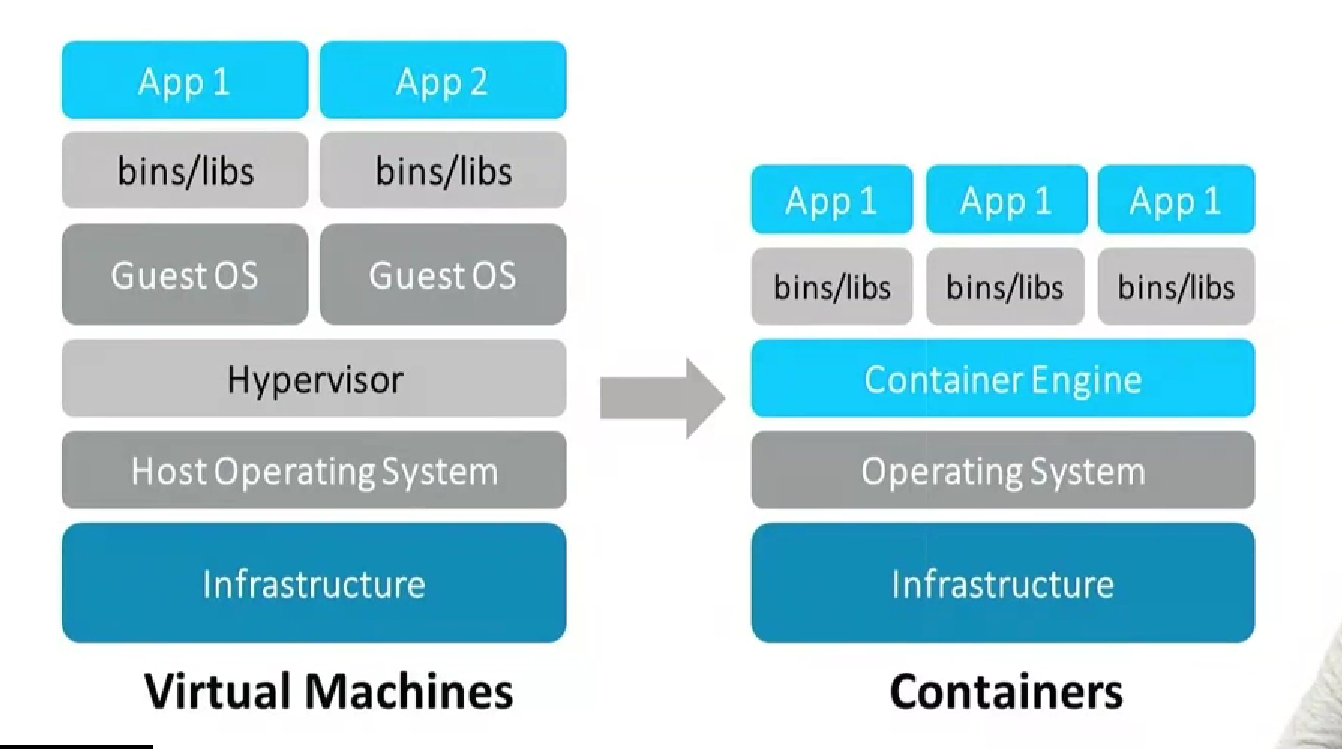 App 1
App 2
bins/libs
bins/libs
Guest OS
Guest OS
Hypervisor
Host Operating System
Infrastructure
Virtual Machines
App 1
App 1
App 1
bins/libs
bins/libs
bins/libs
Container Engine
Operating System
Infrastructure
Containers